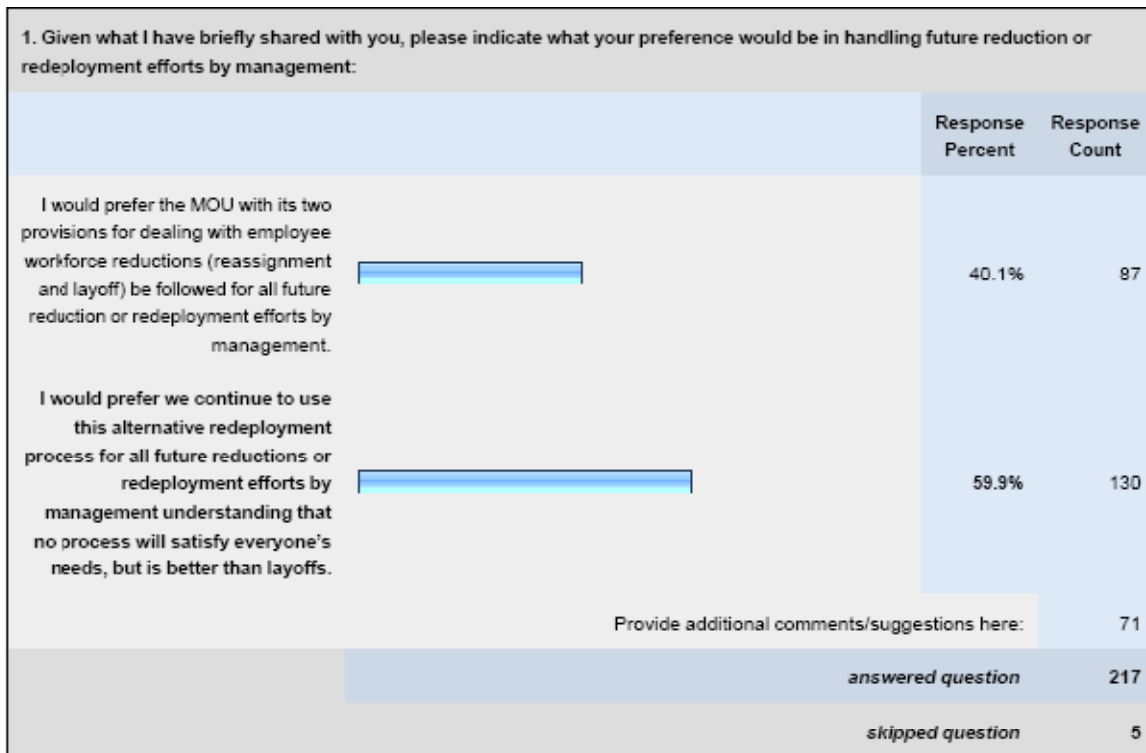 1. Given what I have briefly shared with you, please indicate what your preference would be in handling future reduction or
redeployment efforts by management:
Response Percent
Response Count
I would prefer the MOU with its two
provisions for dealing with employee
workforce reductions (reassignment
and layoff) be followed for all future
reduction or redeployment efforts by
management.
40.1%
87
I would prefer we continue to use
this alternative redeployment
process for all future reductions or
redeployment efforts by
management understanding that
no process will satisfy everyone's
needs, but is better than layoffs.
59.9%
130
Provide additional comments/suggestions here:
71
answered question
217
skipped question
5